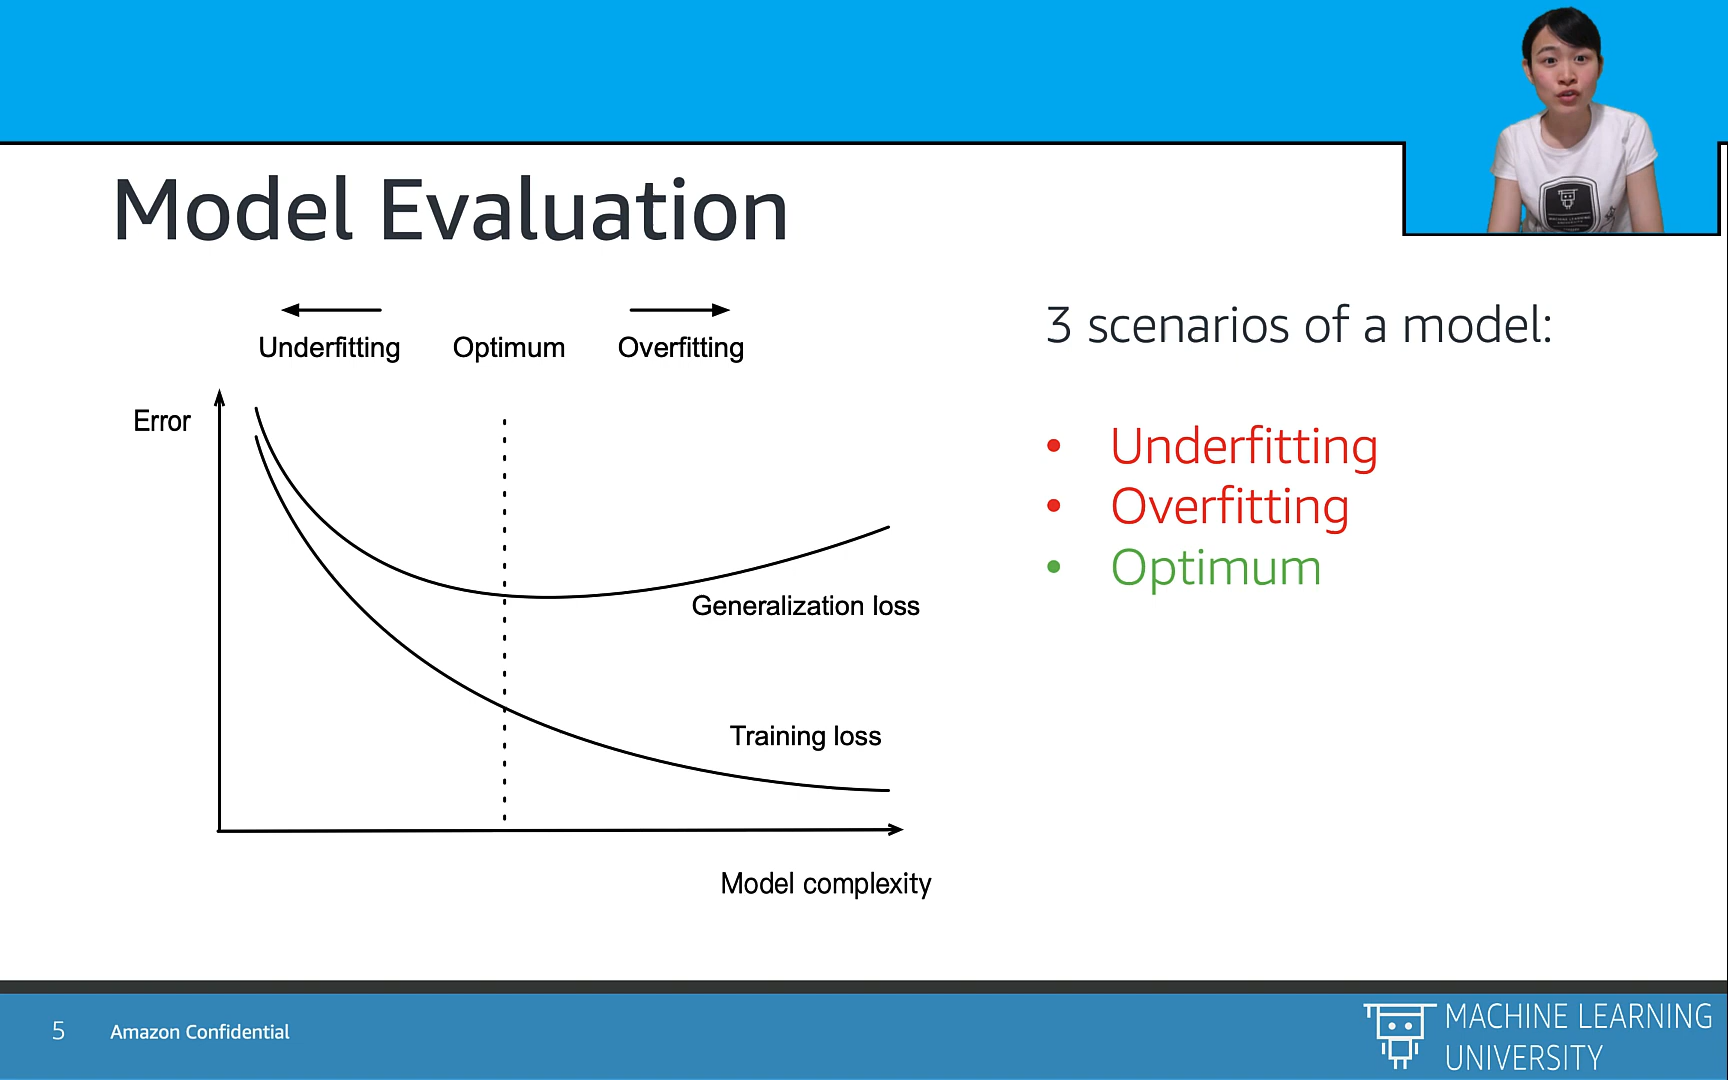 Model Evaluation
Underfitting
Optimum
Overfitting
Error
Generalization loss
Training loss
Model complexity
3 scenarios of a model:
• Underfitting
• Overfitting
• Optimum
5
Amazon Confidential
MACHINE LEARNING
UNIVERSITY